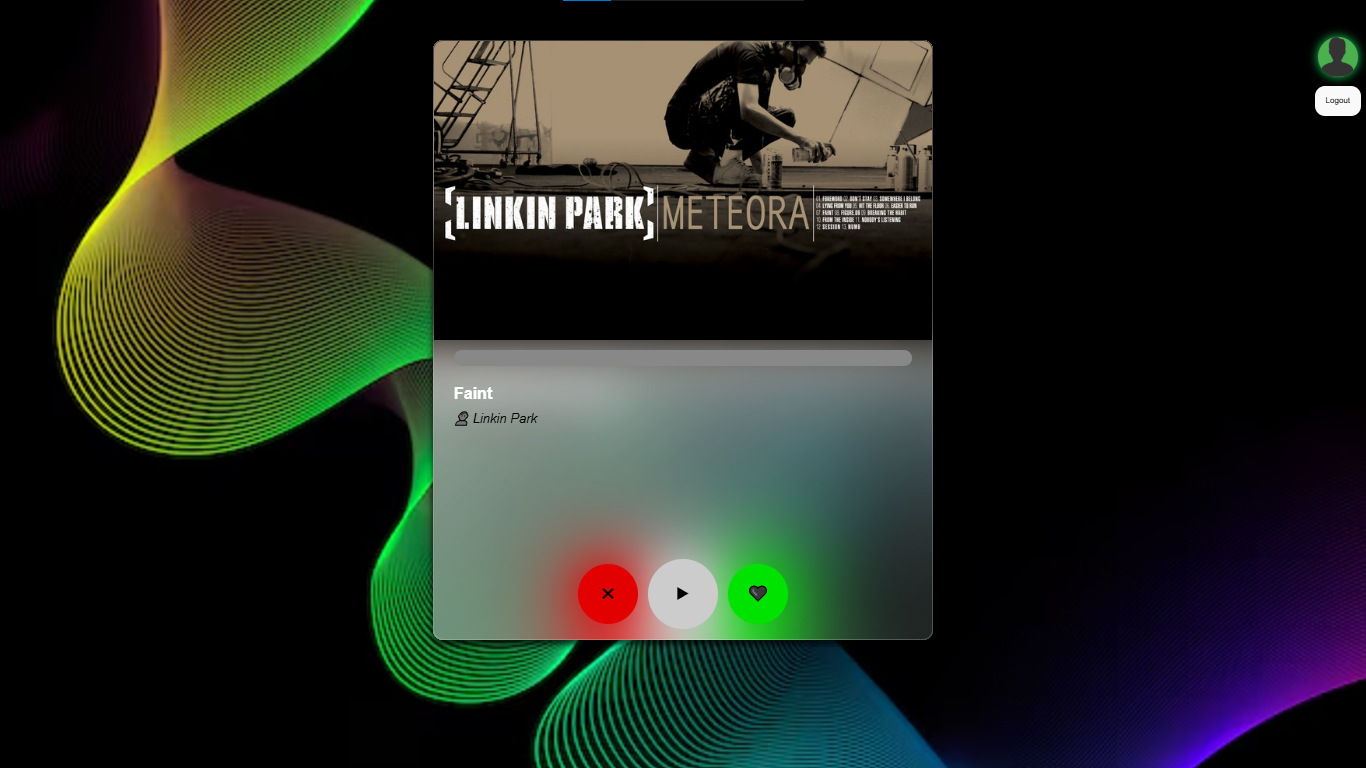 Logout
[LINKIN PARK] METEORA
01. FOREWORD 02. DON'T STAY 03. SOMEWHERE I BELONG
04. LYING FROM YOU 05. HIT THE FLOOR 06. EASIER TO RUN
07. FAINT 08. FIGURE.09 09. BREAKING THE HABIT
10. FROM THE INSIDE 11. NOBODY'S LISTENING
12. SESSION 13. NUMB
Faint
Linkin Park